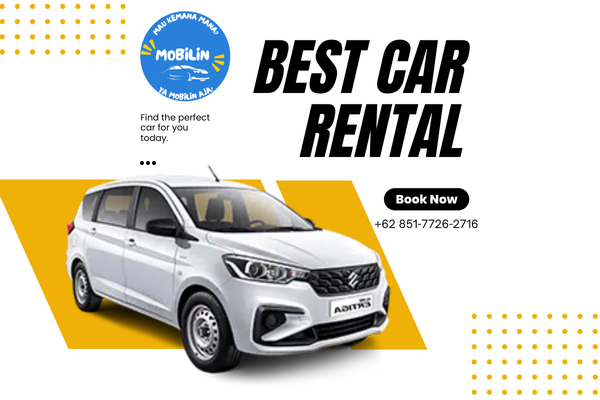 MAU KEMANA MANA?
MOBILIN
YA MOBILIN AJA!
BEST CAR
RENTAL
Find the perfect
car for you
today.
Book Now
+62 851-7726-2716
ERTIGA